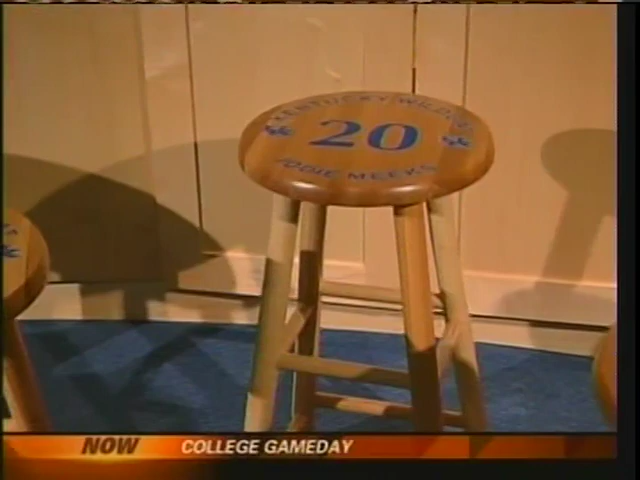 KENTUCKY WILDCATS
20
JODIE MEEKS
NOW COLLEGE GAMEDAY